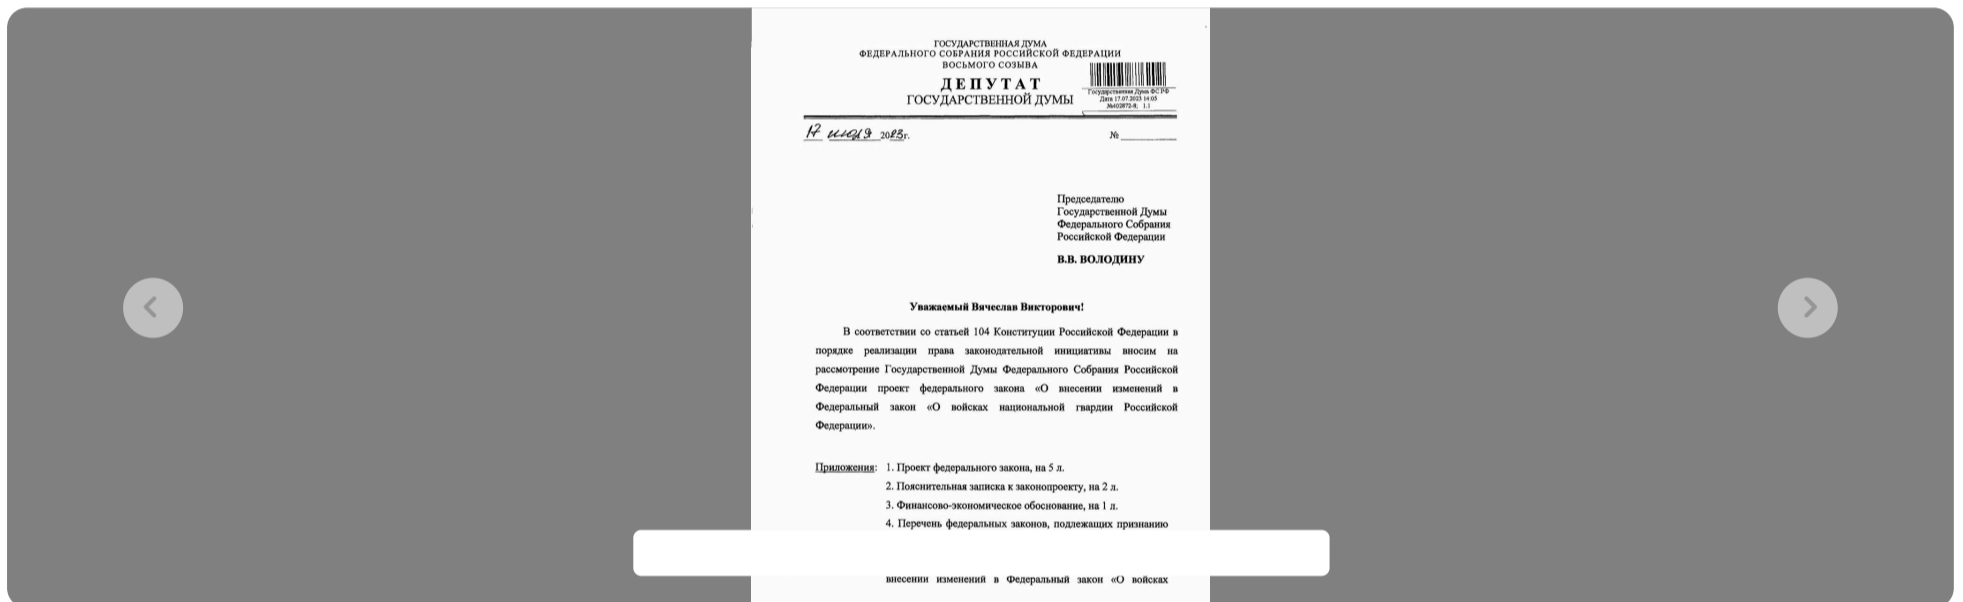 ГОСУДАРСТВЕННАЯ ДУМА
ФЕДЕРАЛЬНОГО СОБРАНИЯ РОССИЙСКОЙ ФЕДЕРАЦИИ
ВОСЬМОГО СОЗЫВА
ДЕПУТАТ
ГОСУДАРСТВЕННОЙ ДУМЫ
Государственная Дума ФС РФ
Дата 17.07.2023 14:05
№402872-8; 1.1
17 июля 2023г.
№
Председателю
Государственной Думы
Федерального Собрания
Российской Федерации
В.В. ВОЛОДИНУ
Уважаемый Вячеслав Викторович!
В соответствии со статьей 104 Конституции Российской Федерации в
порядке реализации права законодательной инициативы вносим на
рассмотрение Государственной Думы Федерального Собрания Российской
Федерации проект федерального закона «О внесении изменений в
Федеральный закон «О войсках национальной гвардии Российской
Федерации».
Приложения: 1. Проект федерального закона, на 5 л.
2. Пояснительная записка к законопроекту, на 2 л.
3. Финансово-экономическое обоснование, на 1 л.
4. Перечень федеральных законов, подлежащих признанию
внесении изменений в Федеральный закон «О войсках